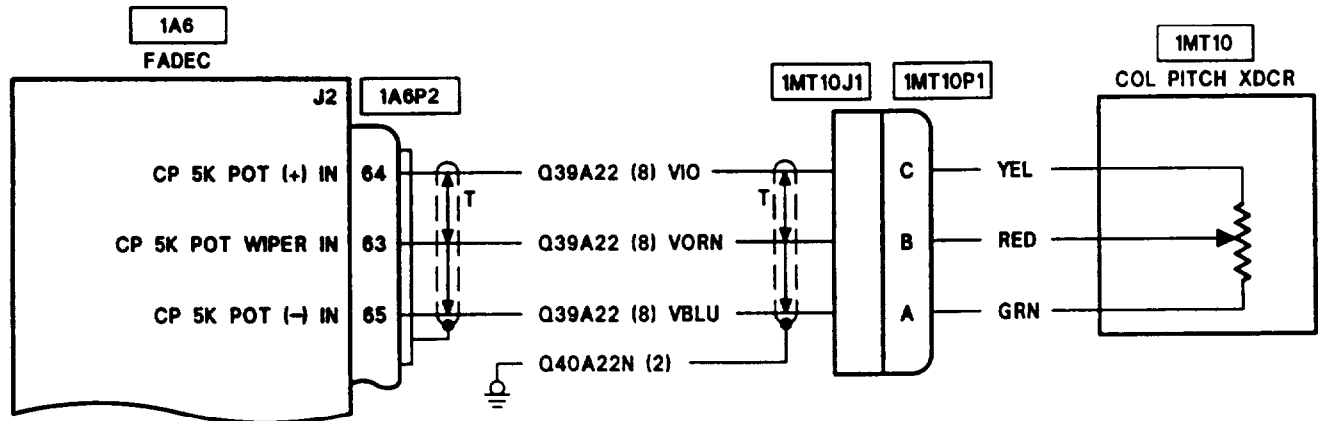 1A6
FADEC
J2
1A6P2
1MT10J1
1MT10P1
1MT10
COL PITCH XDCR
CP 5K POT (+) IN 64 Q39A22 (8) VIO C YEL
T T
CP 5K POT WIPER IN 63 Q39A22 (8) VORN B RED
CP 5K POT (−) IN 65 Q39A22 (8) VBLU A GRN
Q40A22N (2)